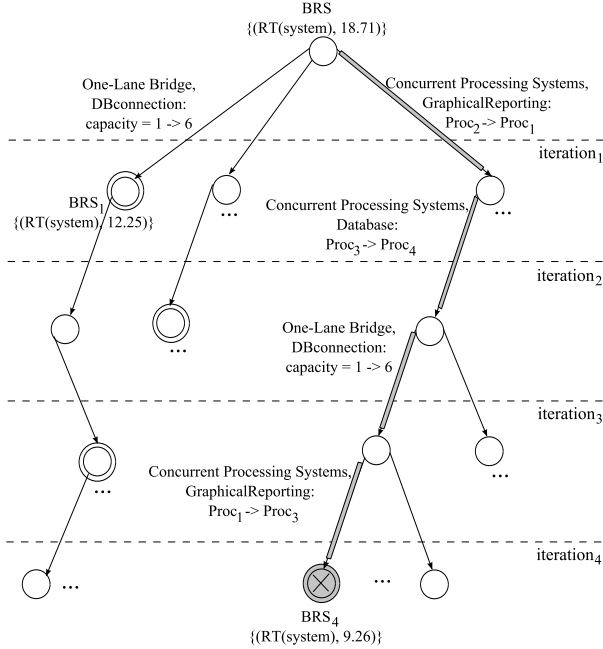 BRS
{(RT(system), 18.71)}
One-Lane Bridge,
DBconnection:
capacity = 1 -> 6
Concurrent Processing Systems,
GraphicalReporting:
Proc2 -> Proc1
iteration1
BRS1
{(RT(system), 12.25)}
...
Concurrent Processing Systems,
Database:
Proc3 -> Proc4
...
iteration2
...
One-Lane Bridge,
DBconnection:
capacity = 1 -> 6
iteration3
...
Concurrent Processing Systems,
GraphicalReporting:
Proc1 -> Proc3
...
iteration4
...
...
BRS4
{(RT(system), 9.26)}